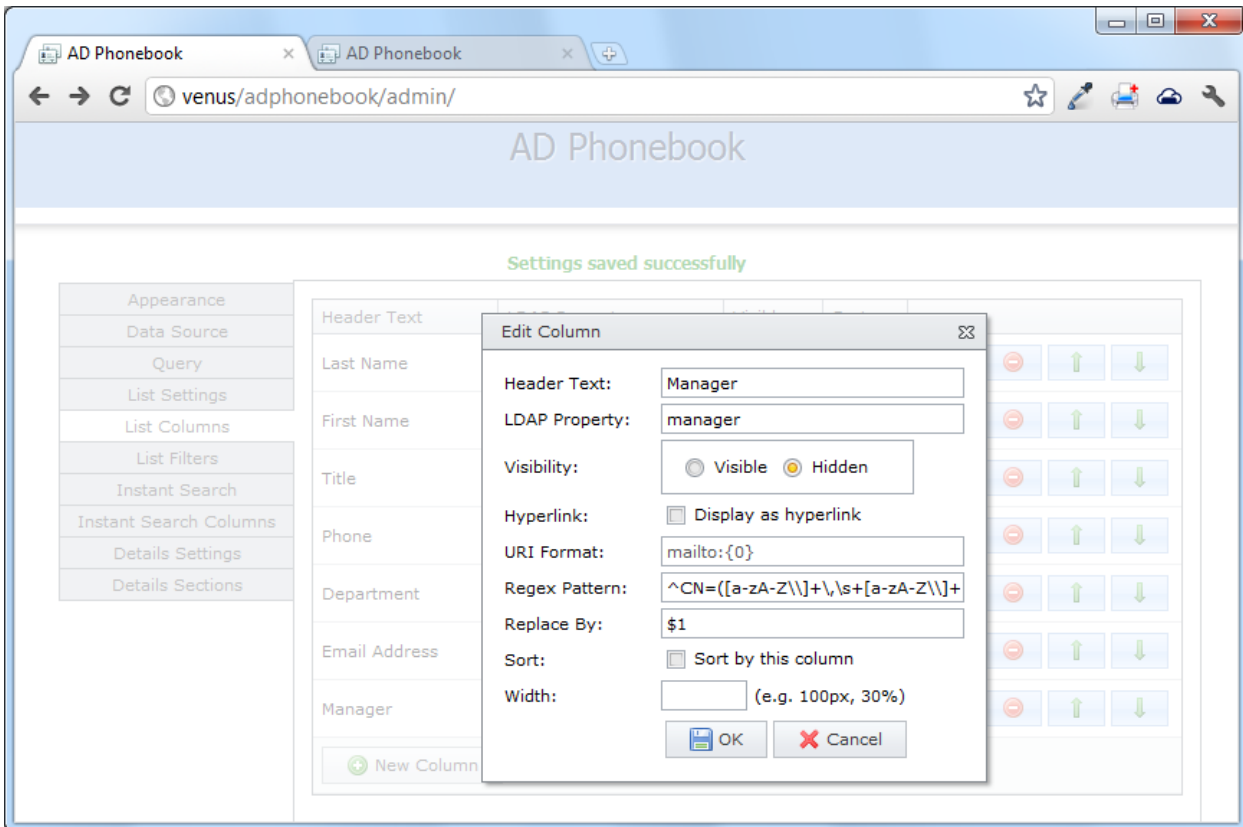 AD Phonebook
AD Phonebook
venus/adphonebook/admin/
AD Phonebook
Settings saved successfully
Appearance
Data Source
Query
List Settings
List Columns
List Filters
Instant Search
Instant Search Columns
Details Settings
Details Sections
Header Text
Last Name
First Name
Title
Phone
Department
Email Address
Manager
New Column
Edit Column
Header Text: Manager
LDAP Property: manager
Visibility: Visible Hidden
Hyperlink: Display as hyperlink
URI Format: mailto:{0}
Regex Pattern: ^CN=([a-zA-Z\\]+\,\s+[a-zA-Z\\]+
Replace By: $1
Sort: Sort by this column
Width: (e.g. 100px, 30%)
OK Cancel